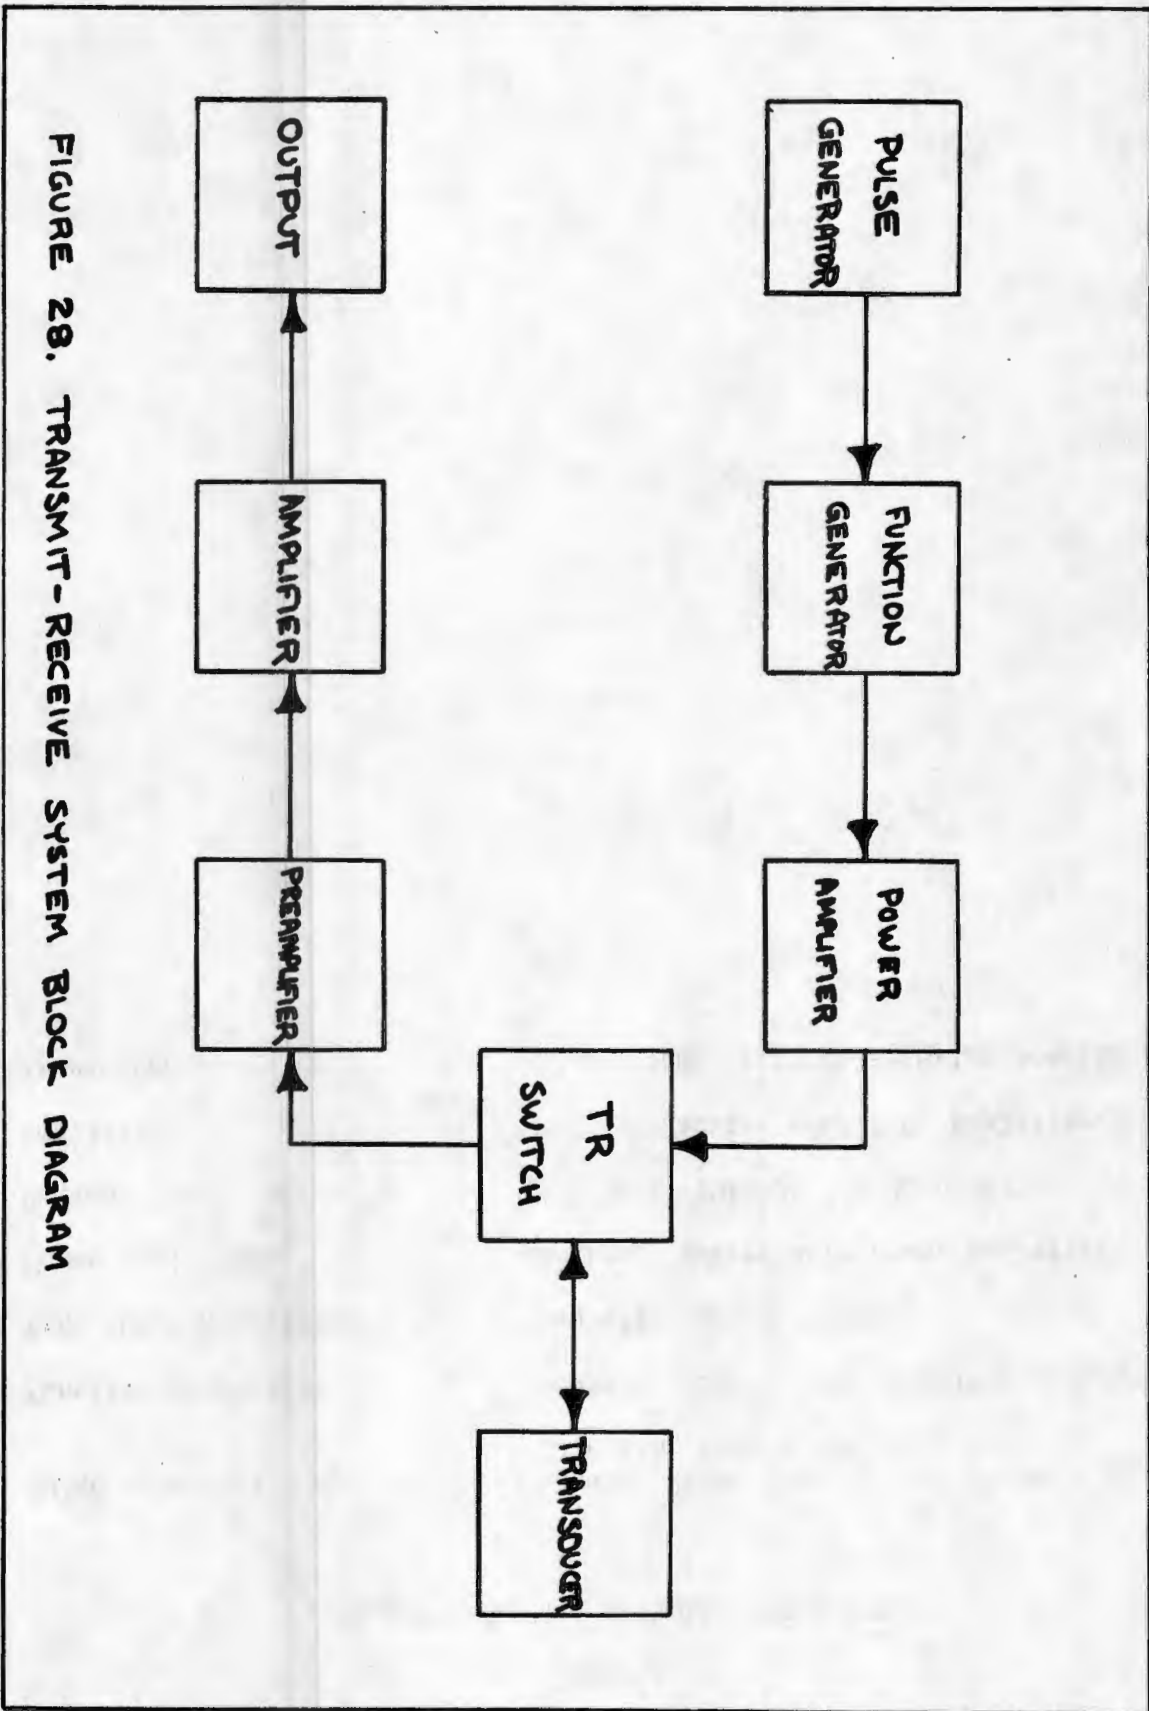 PULSE
GENERATOR
FUNCTION
GENERATOR
POWER
AMPLIFIER
TR
SWITCH
TRANSDUCER
OUTPUT
AMPLIFIER
PREAMPLIFIER
FIGURE 28. TRANSMIT-RECEIVE SYSTEM BLOCK DIAGRAM